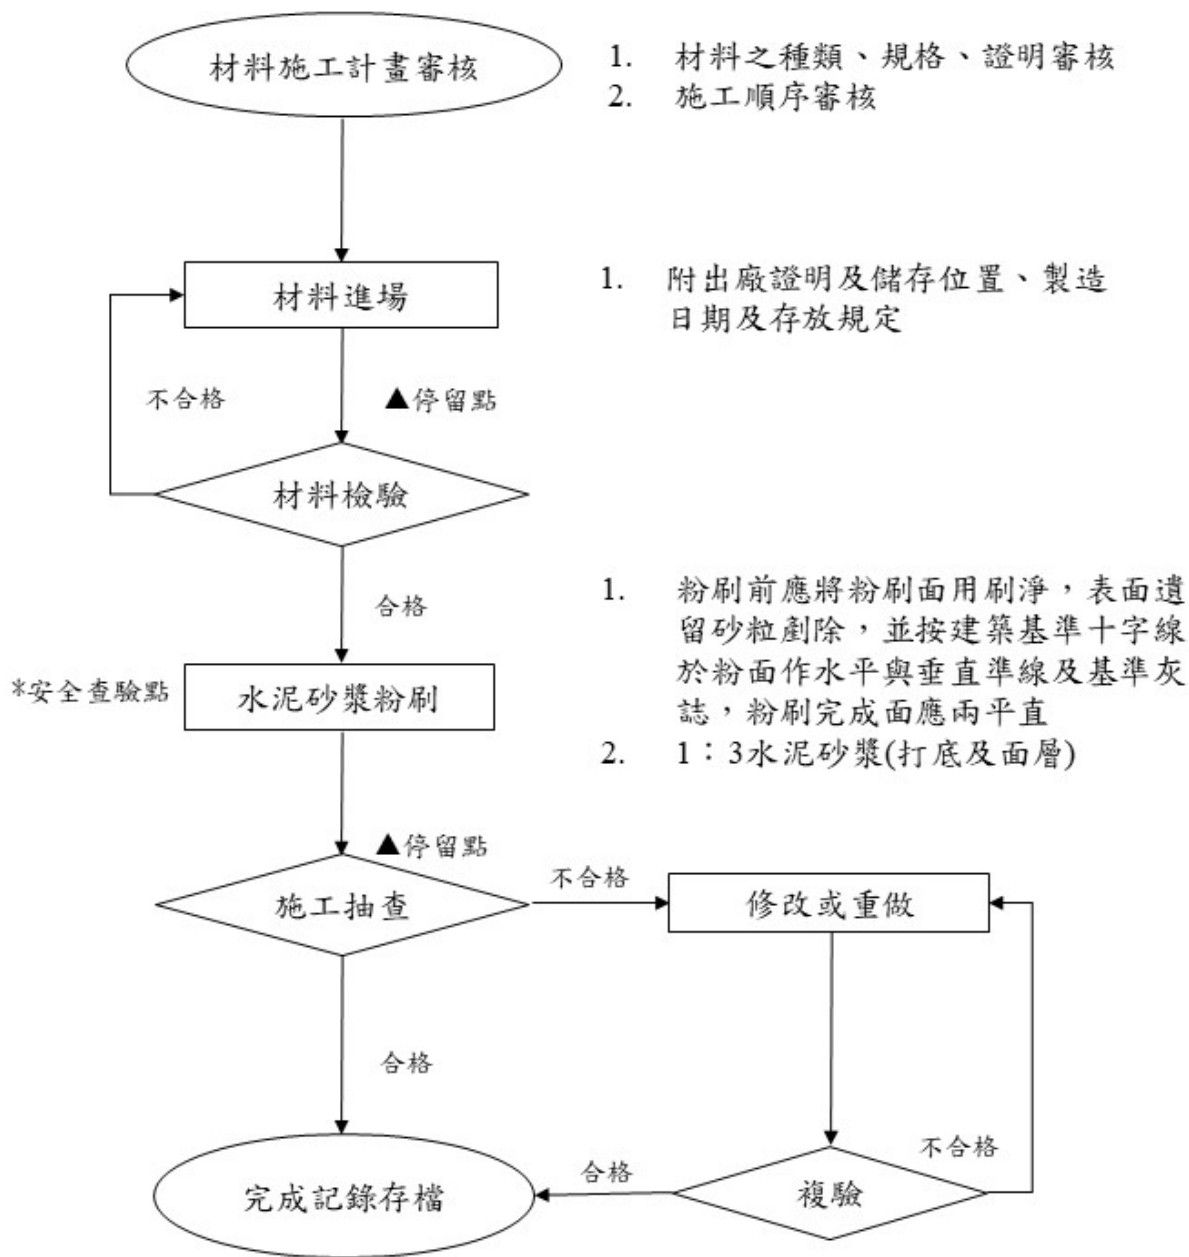 材料施工計畫審核
1. 材料之種類、規格、證明審核
2. 施工順序審核
材料進場
1. 附出廠證明及儲存位置、製造
日期及存放規定
不合格
▲停留點
材料檢驗
合格
1. 粉刷前應將粉刷面用刷淨，表面遺
留砂粒剷除，並按建築基準十字線
於粉面作水平與垂直準線及基準灰
誌，粉刷完成面應兩平直
2. 1：3水泥砂漿(打底及面層)
*安全查驗點
水泥砂漿粉刷
▲停留點
施工抽查
不合格
修改或重做
合格
不合格
合格
複驗
完成記錄存檔